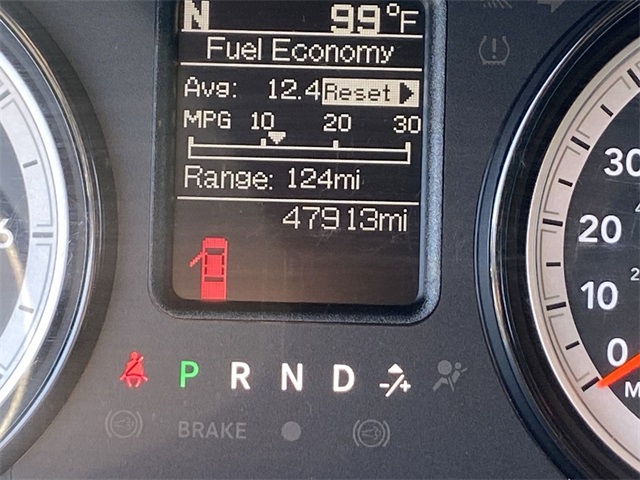 N 99°F
Fuel Economy
Avg: 12.4 Reset
MPG 10 20 30
Range: 124mi
47913mi
P R N D -/+
BRAKE
6
30
20
10
0
M